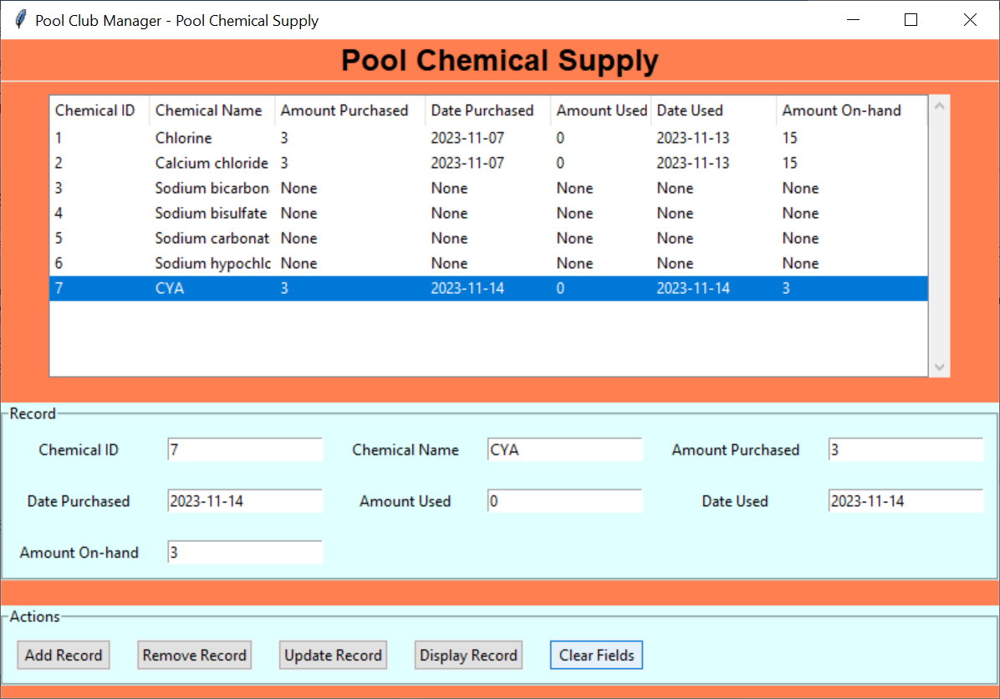 Pool Club Manager - Pool Chemical Supply
Pool Chemical Supply
Chemical ID Chemical Name Amount Purchased Date Purchased Amount Used Date Used Amount On-hand
1 Chlorine 3 2023-11-07 0 2023-11-13 15
2 Calcium chloride 3 2023-11-07 0 2023-11-13 15
3 Sodium bicarbon None None None None None
4 Sodium bisulfate None None None None None
5 Sodium carbonat None None None None None
6 Sodium hypochlc None None None None None
7 CYA 3 2023-11-14 0 2023-11-14 3
Record
Chemical ID 7 Chemical Name CYA Amount Purchased 3
Date Purchased 2023-11-14 Amount Used 0 Date Used 2023-11-14
Amount On-hand 3
Actions
Add Record Remove Record Update Record Display Record Clear Fields